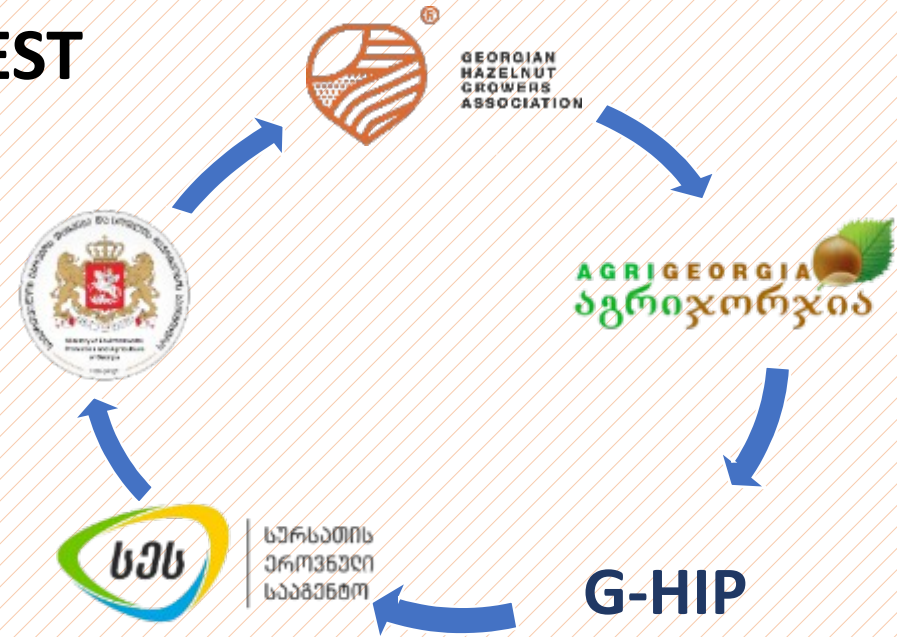 EST
®
GEORGIAN
HAZELNUT
GROWERS
ASSOCIATION
AGRIGEORGIA
აგრიჯორჯია
სეს
სურსათის
ეროვნული
სააგენტო
G-HIP